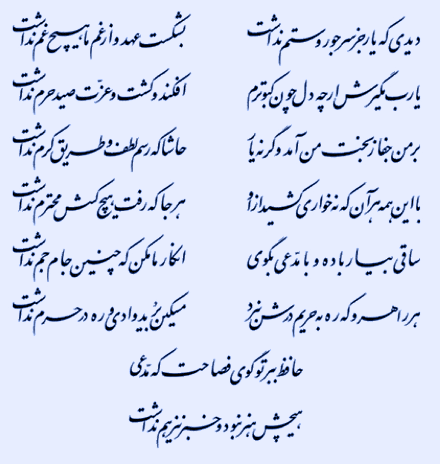 دیدی که یار جز سر جور و ستم نداشت
بشکست عهد وز غم ما هیچ غم نداشت
یارب مگیرش ار چه دل چون کبوترم
افکند و کشت و عزت صید حرم نداشت
بر من جفا ز بخت من آمد وگرنه یار
حاشا که رسم لطف و طریق کرم نداشت
با این همه هر آن که نه خواری کشید از او
هر جا که رفت هیچ کسش محترم نداشت
ساقی بیار باده و با مدعی بگوی
انکار ما مکن که چنین جام جم نداشت
هر راهرو که ره به حریم درش نبرد
مسکین برید وادی و ره در حرم نداشت
حافظ ببر تو گوی فصاحت که مدعی
هیچش هنر نبود و خبر نیز هم نداشت